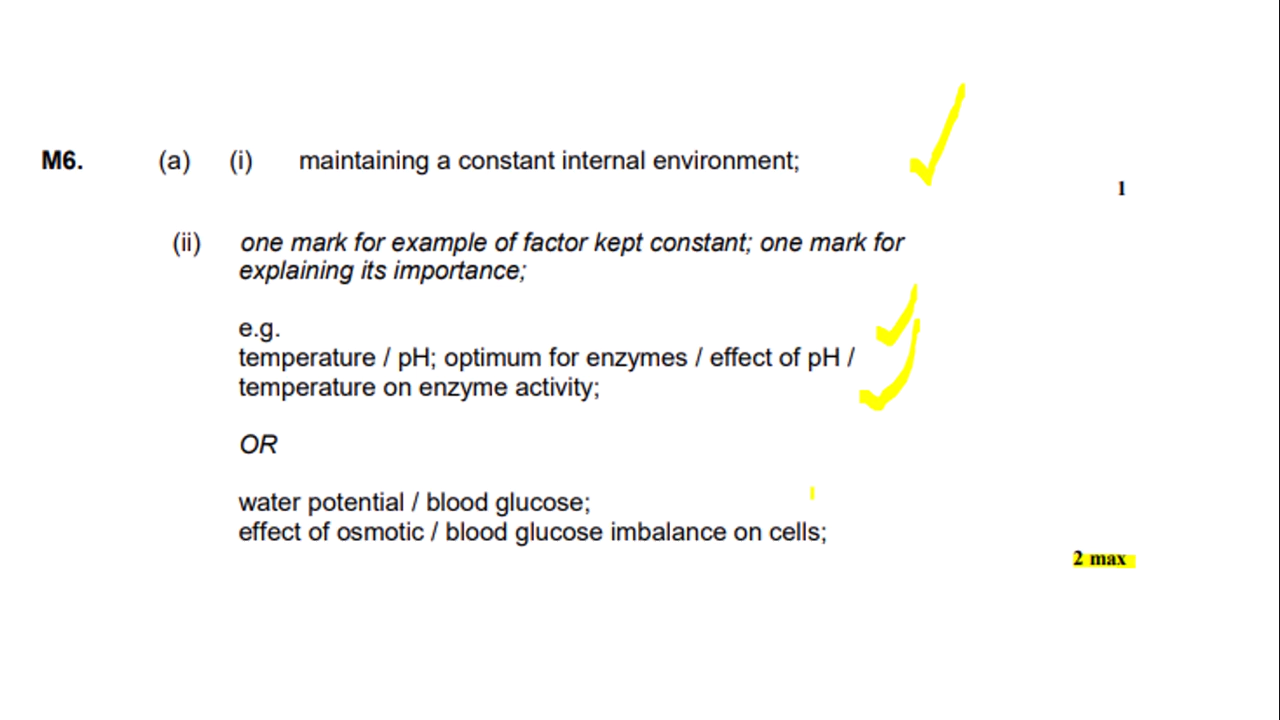 M6. (a) (i) maintaining a constant internal environment;
1
(ii) one mark for example of factor kept constant; one mark for
explaining its importance;
e.g.
temperature / pH; optimum for enzymes / effect of pH /
temperature on enzyme activity;
OR
water potential / blood glucose;
effect of osmotic / blood glucose imbalance on cells;
2 max